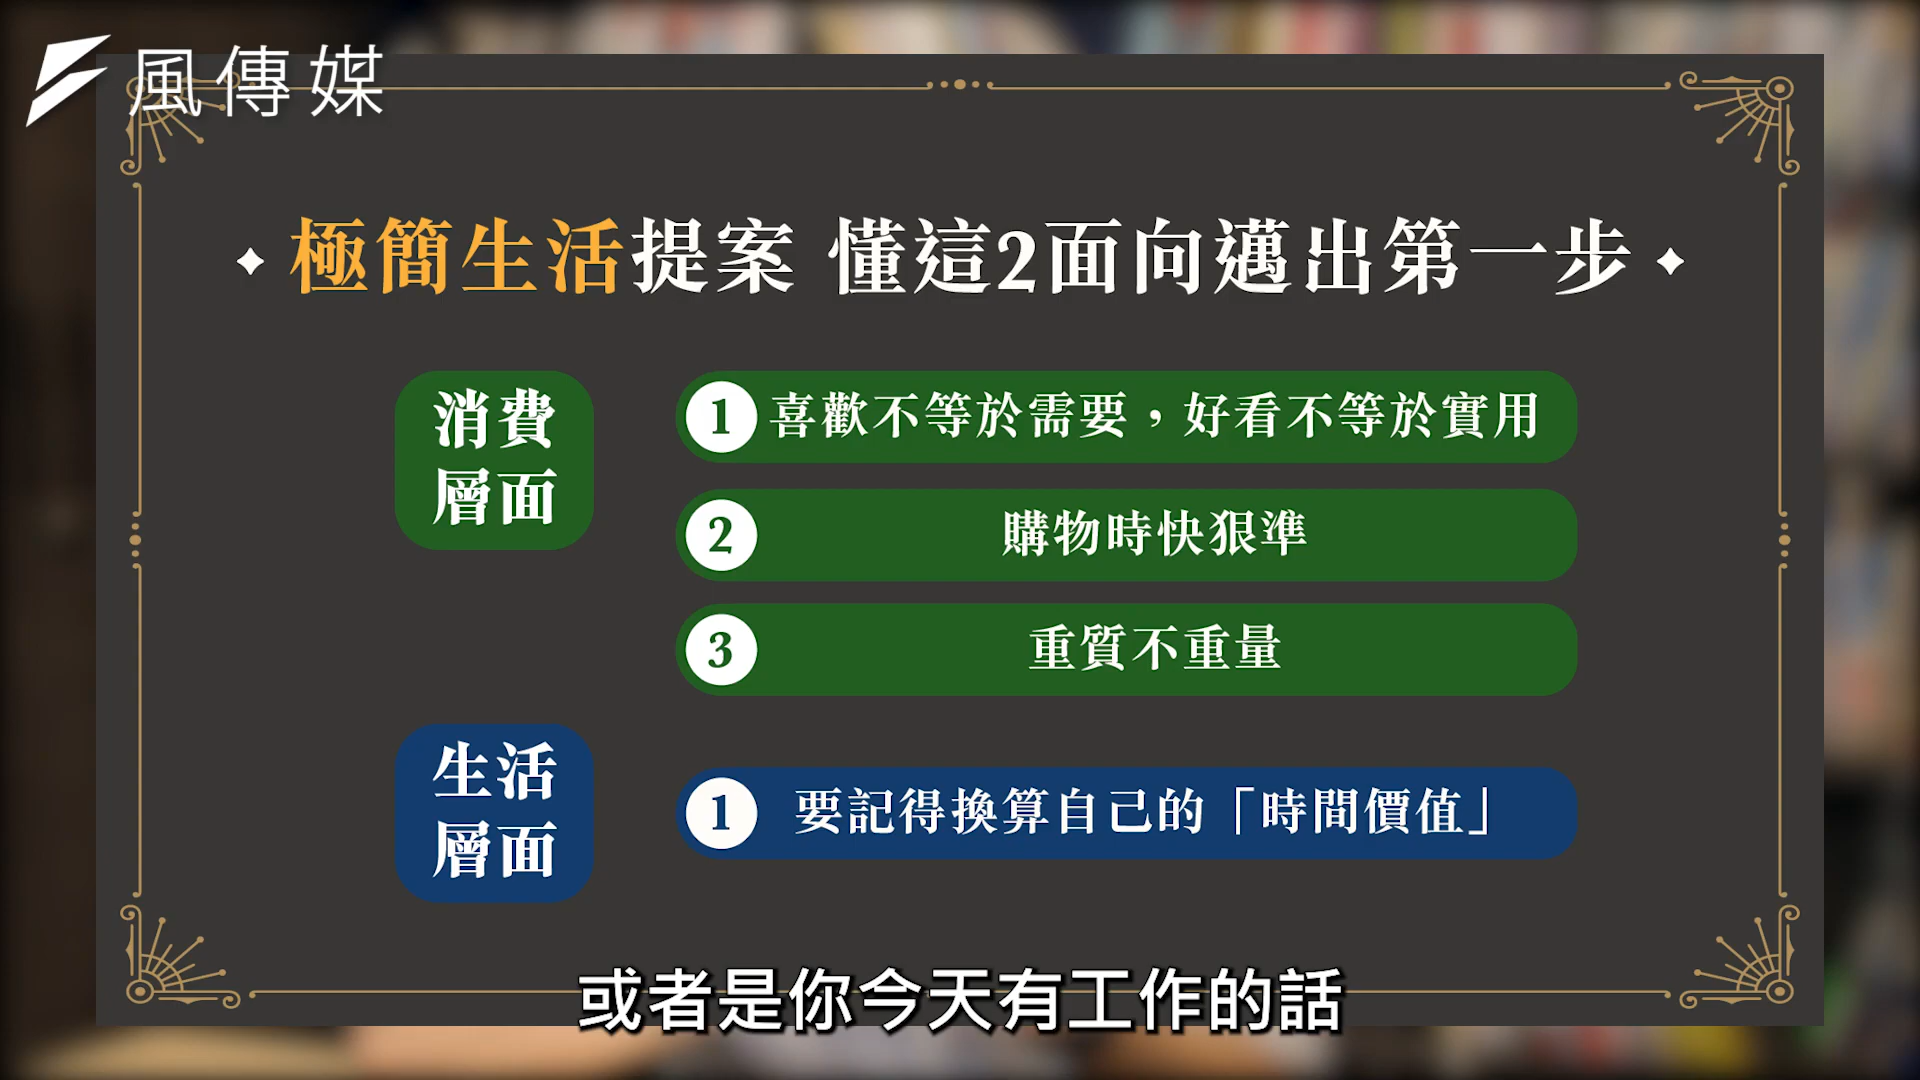 風傳媒
極簡生活提案 懂這2面向邁出第一步
消費
層面
1 喜歡不等於需要，好看不等於實用
2 購物時快狠準
3 重質不重量
生活
層面
1 要記得換算自己的「時間價值」
或者是你今天有工作的話